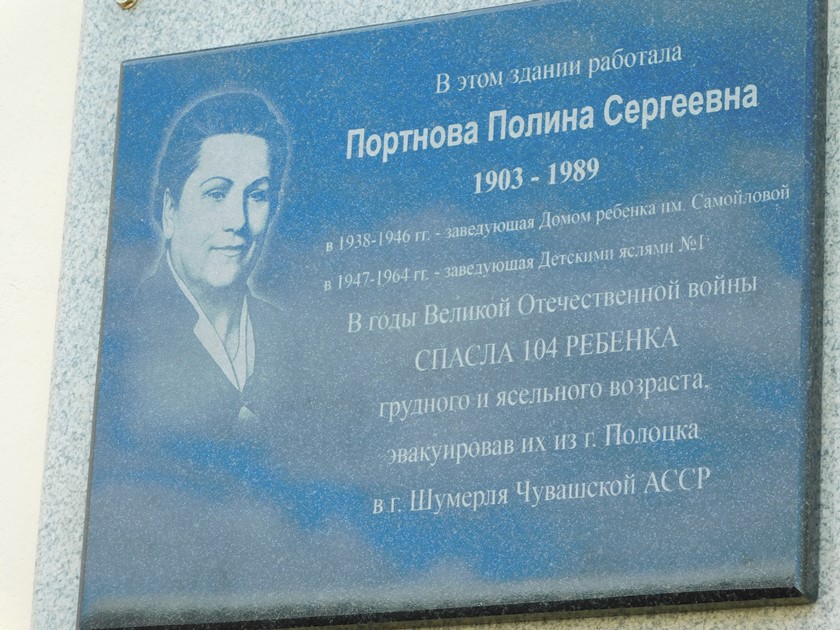 В этом здании работала
Портнова Полина Сергеевна
1903 - 1989
в 1938-1946 гг. - заведующая Домом ребенка им. Самойловой
в 1947-1964 гг. - заведующая Детскими яслями №1
В годы Великой Отечественной войны
СПАСЛА 104 РЕБЕНКА
грудного и ясельного возраста,
эвакуировав их из г. Полоцка
в г. Шумерля Чувашской АССР